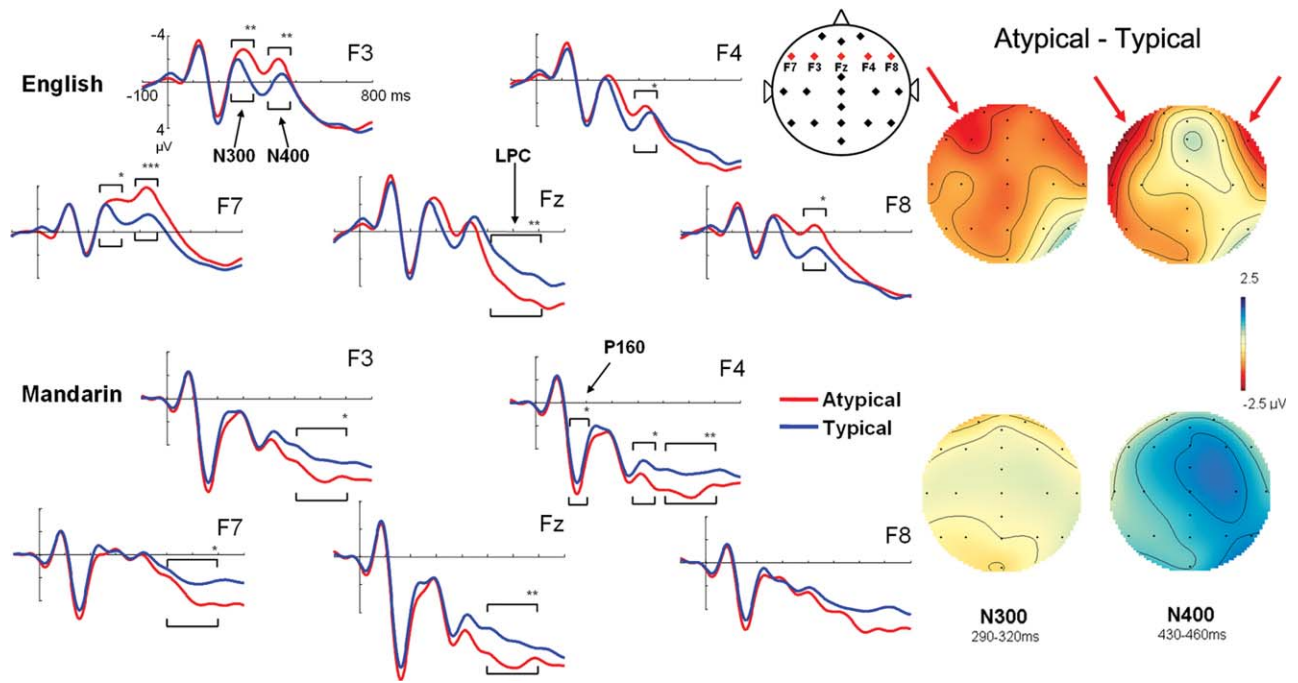 English
-4
-100
4
µV
800 ms
** **
F3
N300 N400
*
F4
F7 F3 Fz F4 F8
Atypical - Typical
* ***
F7
LPC
**
Fz
*
F8
2.5
-2.5 µV
Mandarin
*
F3
P160
* * **
F4
Atypical
Typical
*
F7
**
Fz
F8
N300
290-320ms
N400
430-460ms